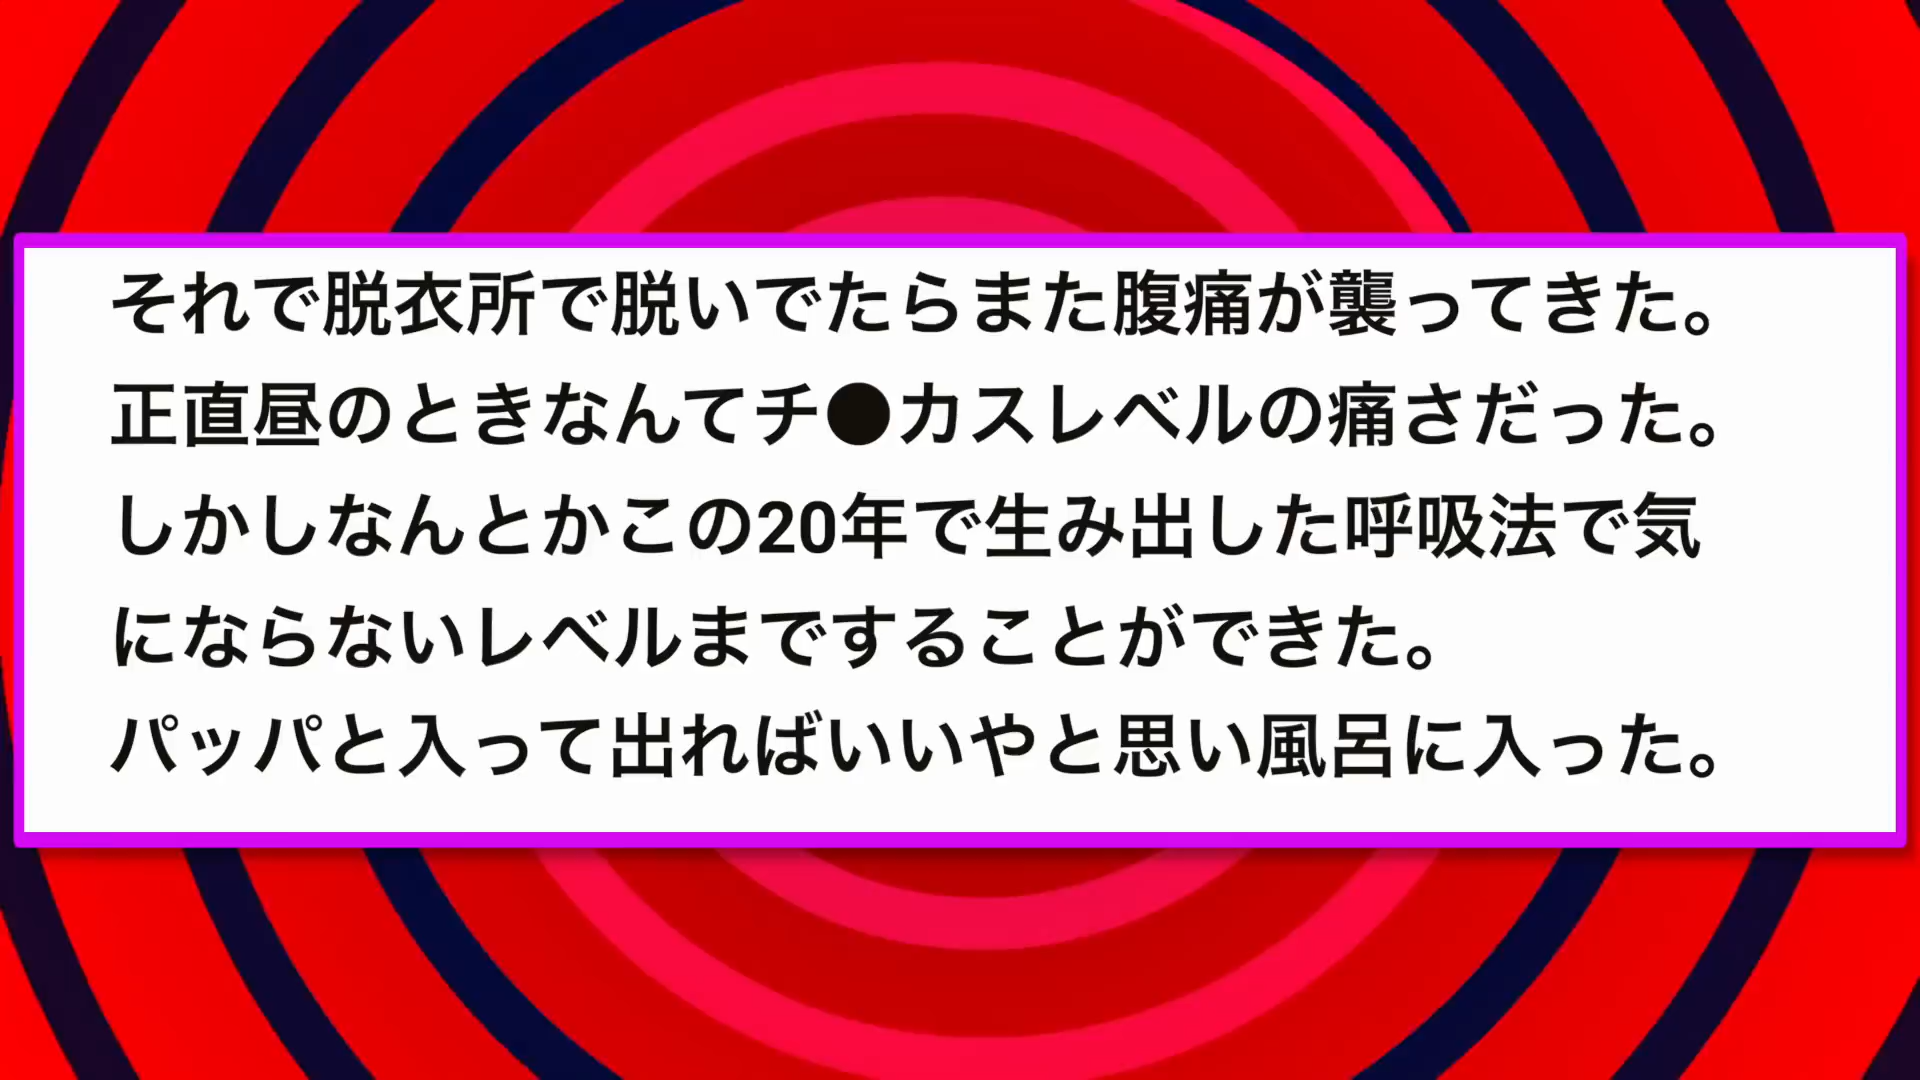 それで脱衣所で脱いでたらまた腹痛が襲ってきた。
正直昼のときなんてチ●カスレベルの痛さだった。
しかしなんとかこの20年で生み出した呼吸法で気
にならないレベルまですることができた。
パッパと入って出ればいいやと思い風呂に入った。